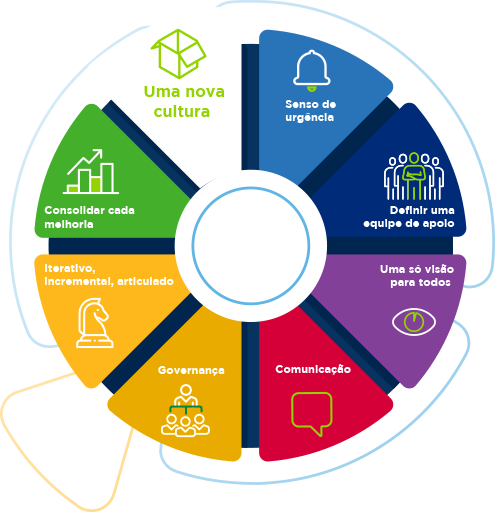 Uma nova
cultura
Senso de
urgência
Definir uma
equipe de apoio
Uma só visão
para todos
Comunicação
Governança
Iterativo,
incremental, articulado
Consolidar cada
melhoria